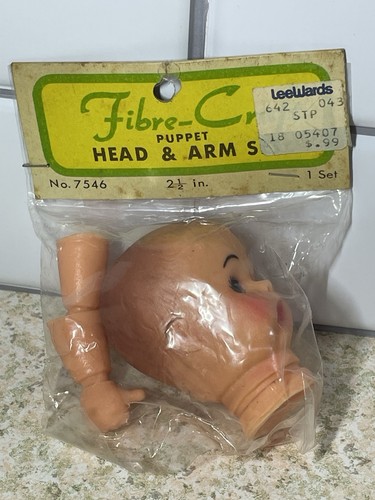 Fibre-Cr
PUPPET
HEAD & ARM S
No. 7546 2½ in. 1 Set
LeeWards
642 043
STP
18 05407
$.99